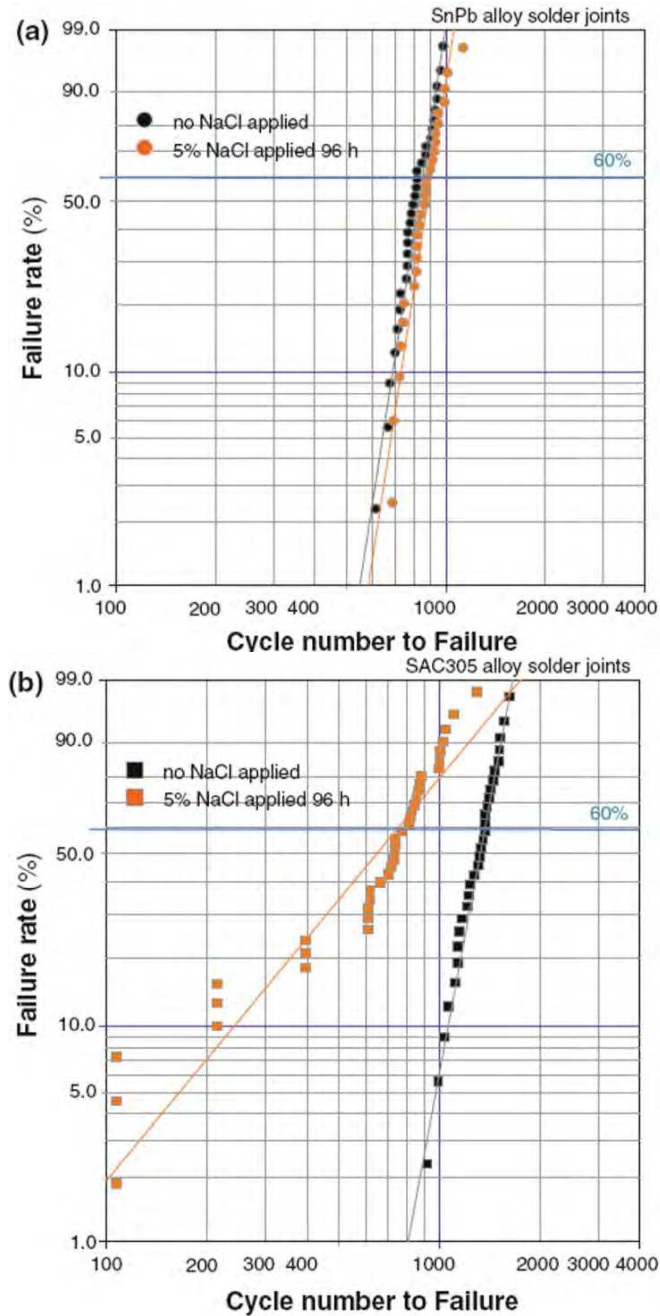 (a)
SnPb alloy solder joints
99.0
90.0
no NaCl applied
5% NaCl applied 96 h
60%
50.0
Failure rate (%)
10.0
5.0
1.0
100 200 300 400 1000 2000 3000 4000
Cycle number to Failure
(b)
SAC305 alloy solder joints
99.0
90.0
no NaCl applied
5% NaCl applied 96 h
60%
50.0
Failure rate (%)
10.0
5.0
1.0
100 200 300 400 1000 2000 3000 4000
Cycle number to Failure